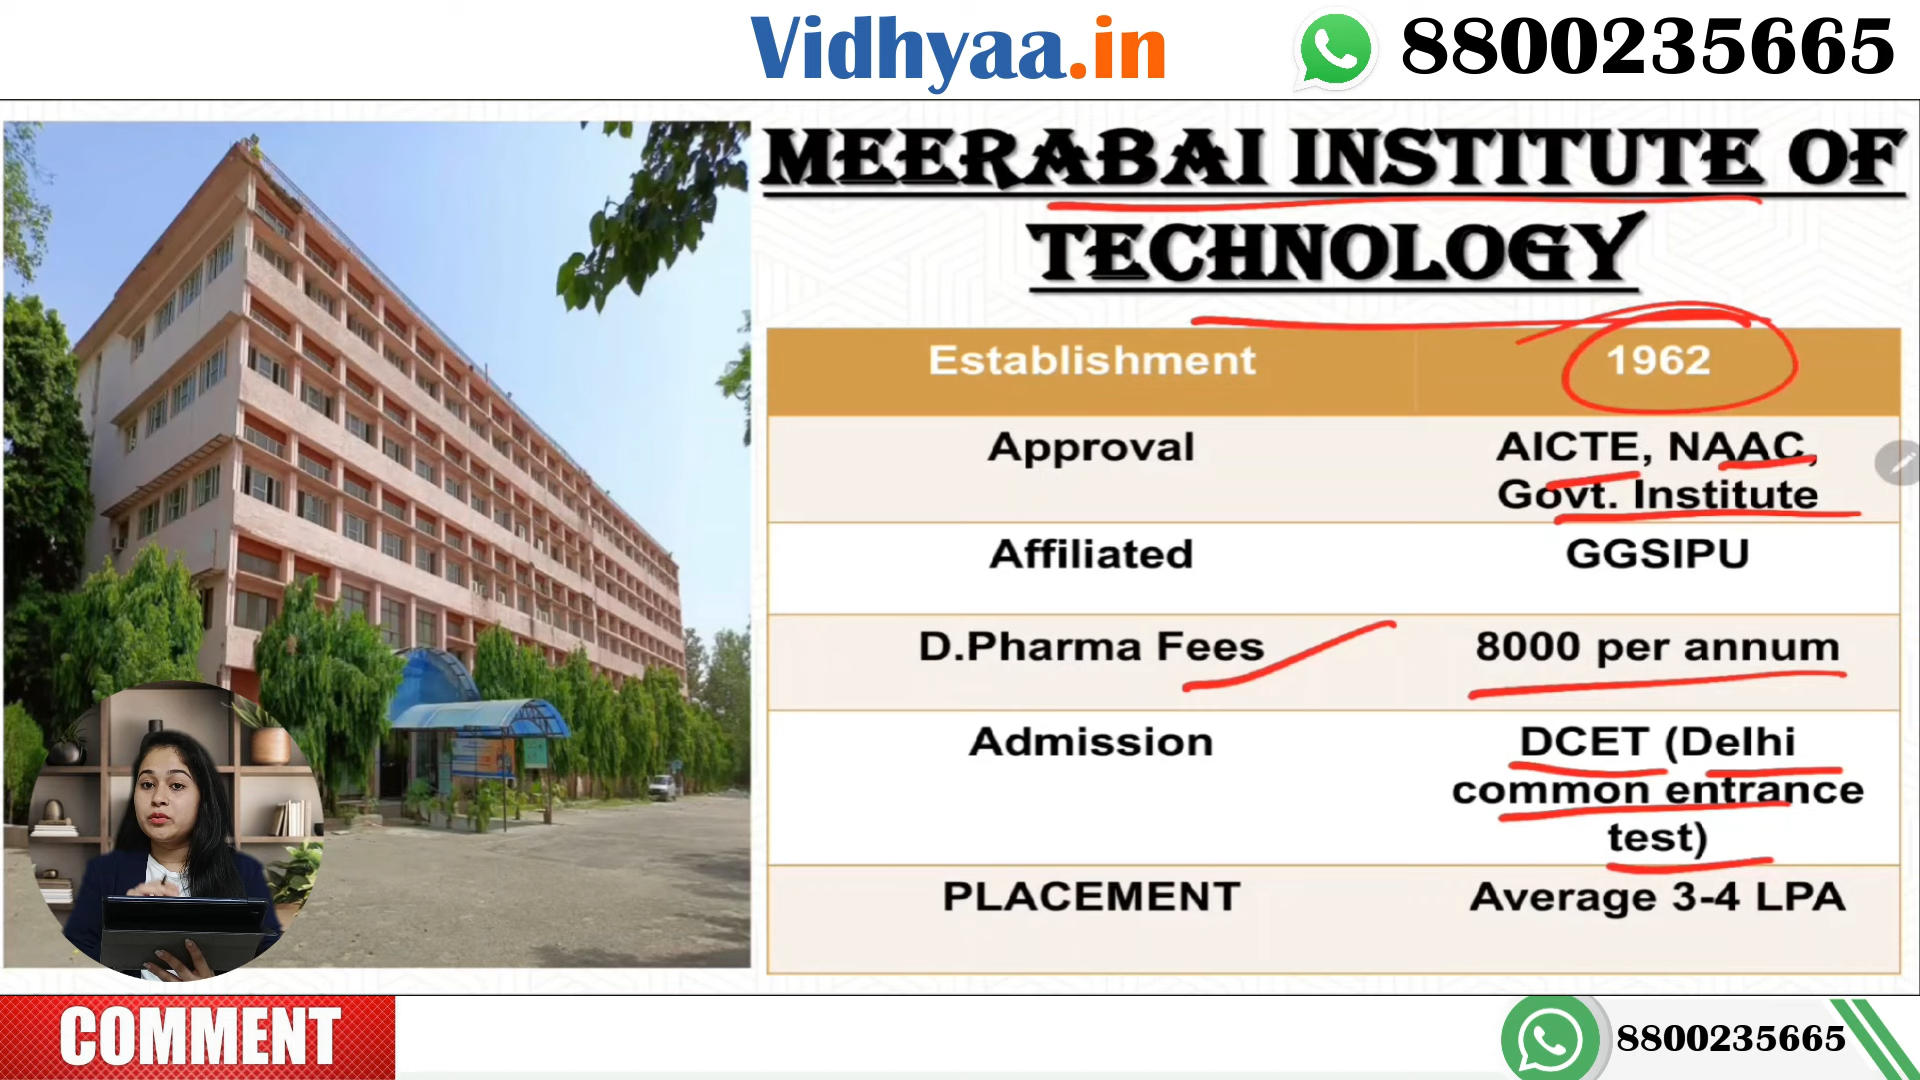 Vidhyaa.in
8800235665
MEERABAI INSTITUTE OF
TECHNOLOGY
Establishment 1962
Approval AICTE, NAAC,
Govt. Institute
Affiliated GGSIPU
D.Pharma Fees 8000 per annum
Admission DCET (Delhi
common entrance
test)
PLACEMENT Average 3-4 LPA
COMMENT
8800235665